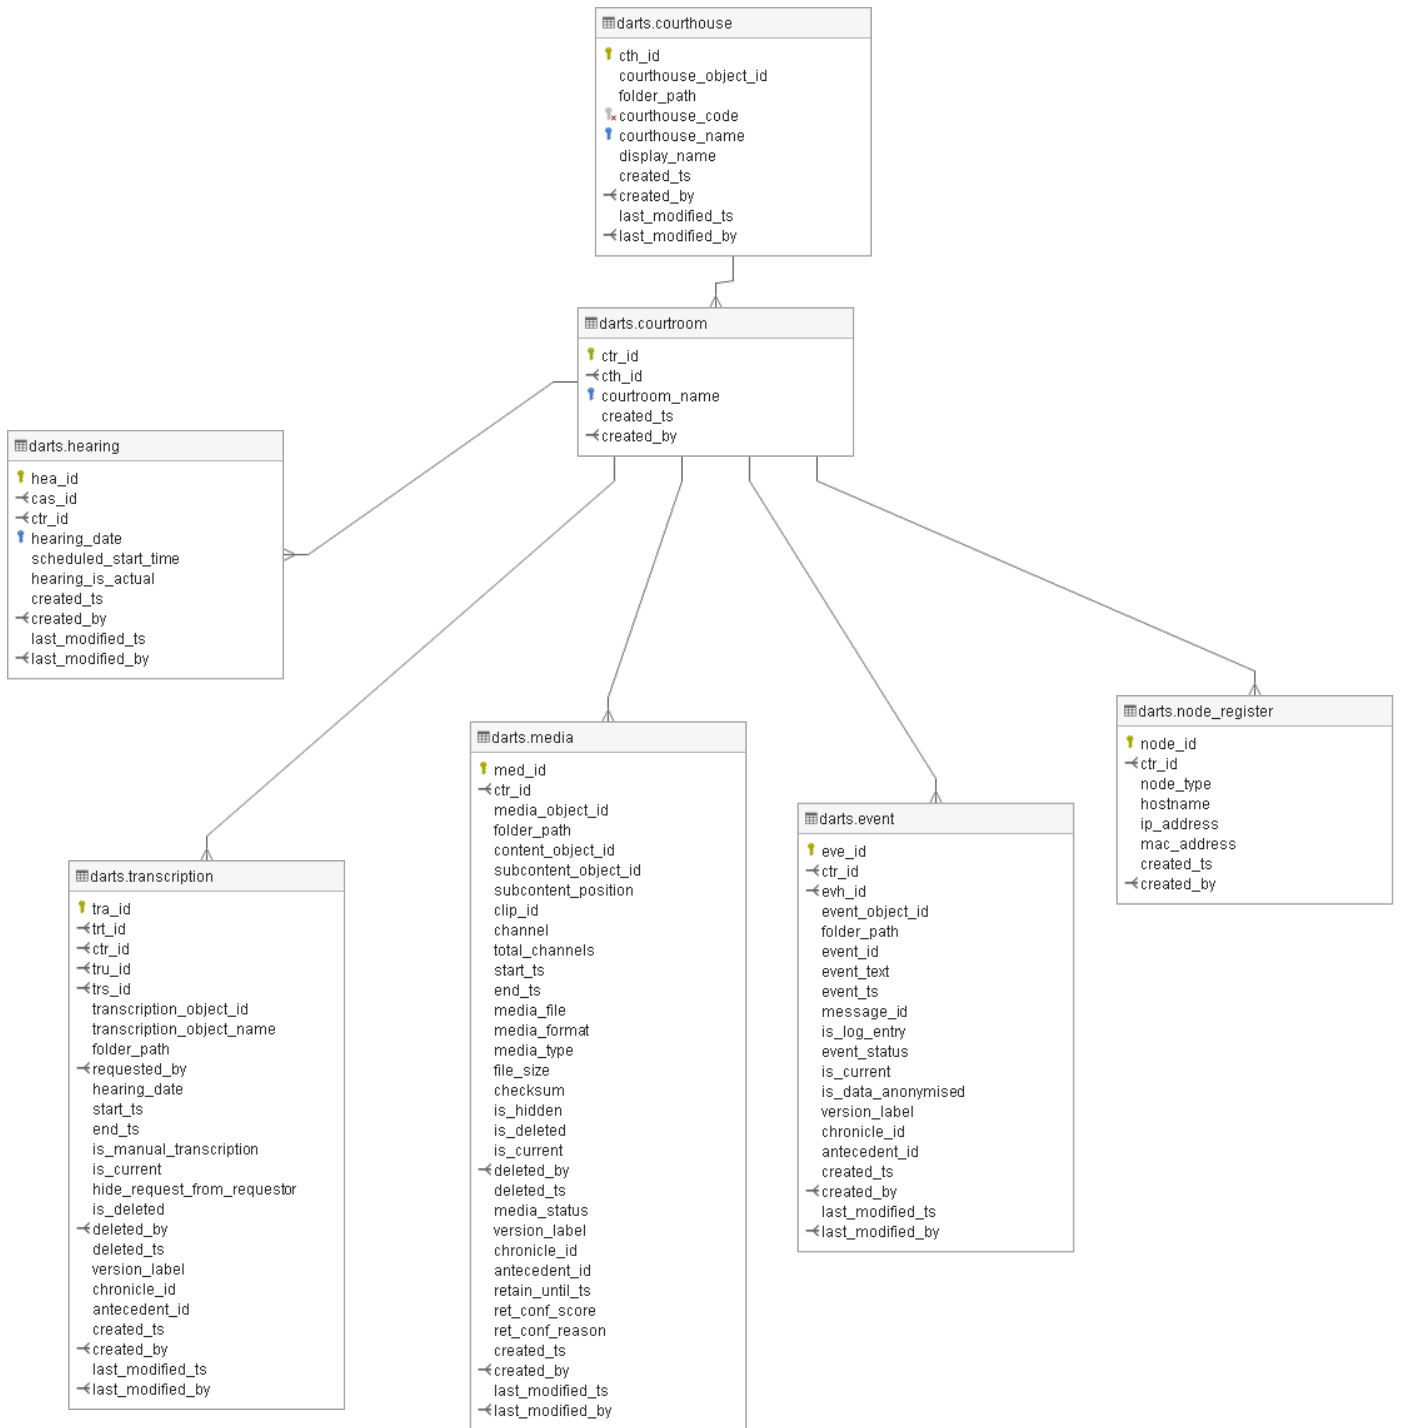 darts.courthouse
cth_id
courthouse_object_id
folder_path
courthouse_code
courthouse_name
display_name
created_ts
created_by
last_modified_ts
last_modified_by
darts.courtroom
ctr_id
cth_id
courtroom_name
created_ts
created_by
darts.hearing
hea_id
cas_id
ctr_id
hearing_date
scheduled_start_time
hearing_is_actual
created_ts
created_by
last_modified_ts
last_modified_by
darts.transcription
tra_id
trt_id
ctr_id
tru_id
trs_id
transcription_object_id
transcription_object_name
folder_path
requested_by
hearing_date
start_ts
end_ts
is_manual_transcription
is_current
hide_request_from_requestor
is_deleted
deleted_by
deleted_ts
version_label
chronicle_id
antecedent_id
created_ts
created_by
last_modified_ts
last_modified_by
darts.media
med_id
ctr_id
media_object_id
folder_path
content_object_id
subcontent_object_id
subcontent_position
clip_id
channel
total_channels
start_ts
end_ts
media_file
media_format
media_type
file_size
checksum
is_hidden
is_deleted
is_current
deleted_by
deleted_ts
media_status
version_label
chronicle_id
antecedent_id
retain_until_ts
ret_conf_score
ret_conf_reason
created_ts
created_by
last_modified_ts
last_modified_by
darts.event
eve_id
ctr_id
evh_id
event_object_id
folder_path
event_id
event_text
event_ts
message_id
is_log_entry
event_status
is_current
is_data_anonymised
version_label
chronicle_id
antecedent_id
created_ts
created_by
last_modified_ts
last_modified_by
darts.node_register
node_id
ctr_id
node_type
hostname
ip_address
mac_address
created_ts
created_by